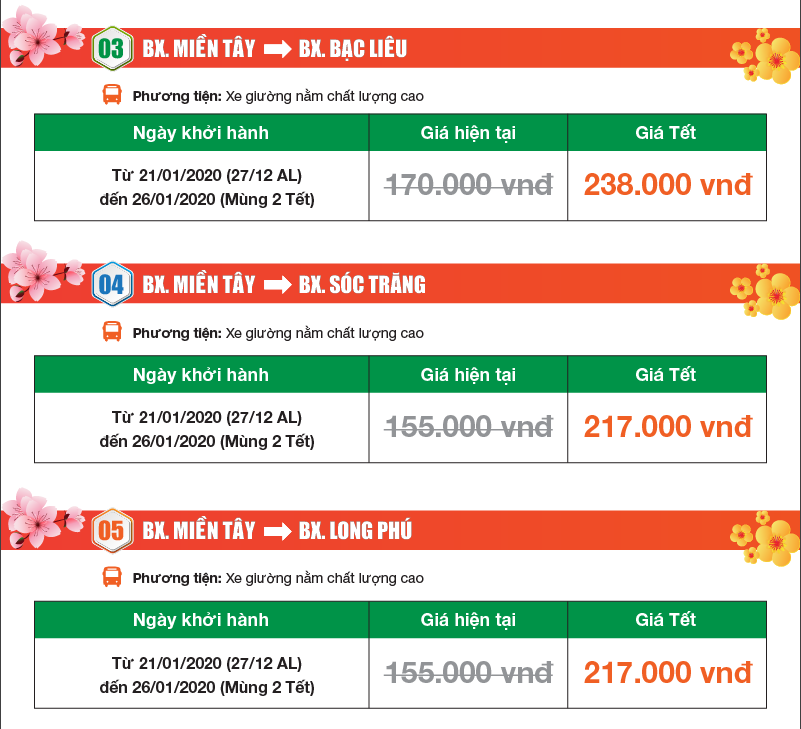 03 BX. MIỀN TÂY ➡ BX. BẠC LIÊU
Phương tiện: Xe giường nằm chất lượng cao
Ngày khởi hành Giá hiện tại Giá Tết
Từ 21/01/2020 (27/12 AL)
đến 26/01/2020 (Mùng 2 Tết)
170.000 vnđ 238.000 vnđ
04 BX. MIỀN TÂY ➡ BX. SÓC TRĂNG
Phương tiện: Xe giường nằm chất lượng cao
Ngày khởi hành Giá hiện tại Giá Tết
Từ 21/01/2020 (27/12 AL)
đến 26/01/2020 (Mùng 2 Tết)
155.000 vnđ 217.000 vnđ
05 BX. MIỀN TÂY ➡ BX. LONG PHÚ
Phương tiện: Xe giường nằm chất lượng cao
Ngày khởi hành Giá hiện tại Giá Tết
Từ 21/01/2020 (27/12 AL)
đến 26/01/2020 (Mùng 2 Tết)
155.000 vnđ 217.000 vnđ